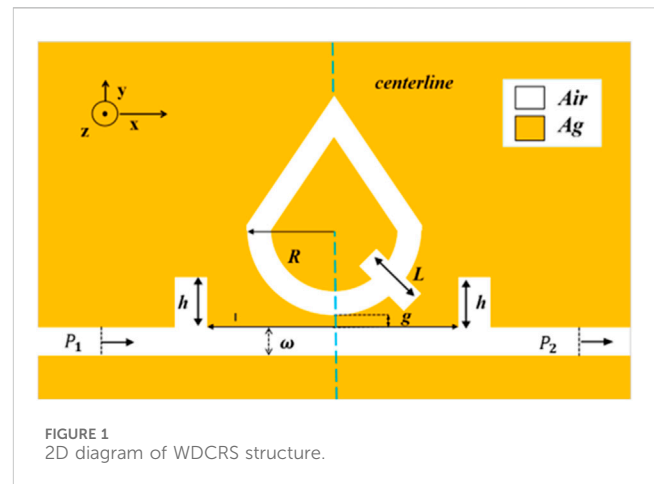 centerline
y
x
z
Air
Ag
R
L
h
h
l
g
P₁
ω
P₂
FIGURE 1
2D diagram of WDCRS structure.